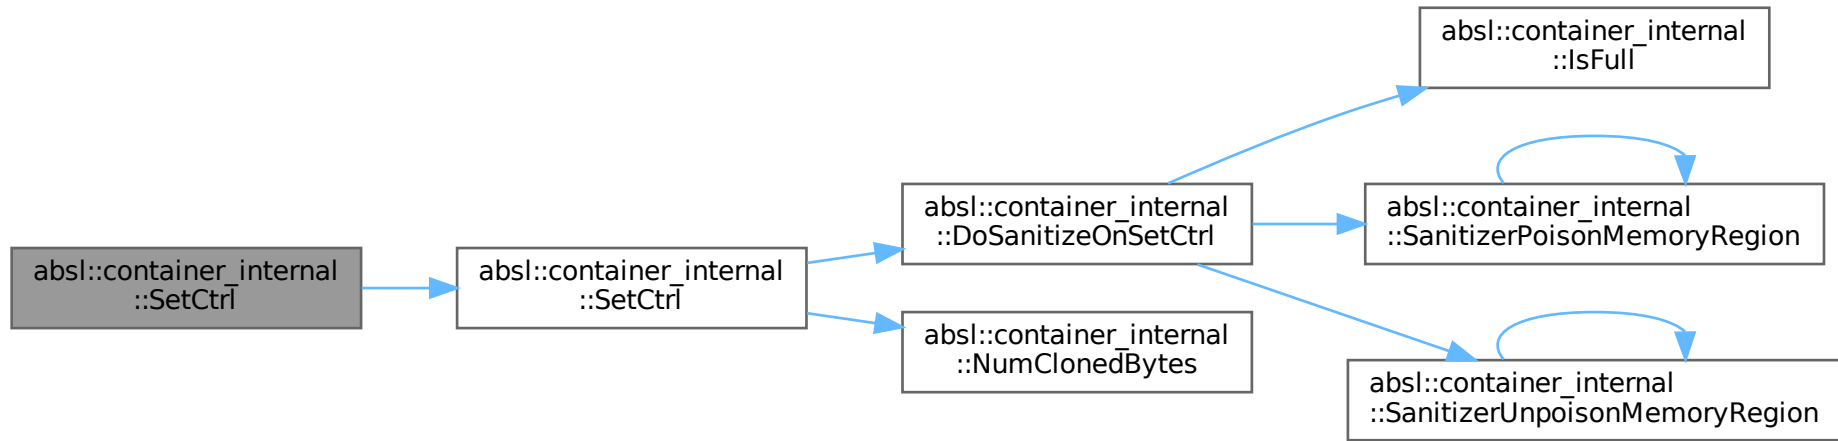 absl::container_internal
::SetCtrl
absl::container_internal
::SetCtrl
absl::container_internal
::DoSanitizeOnSetCtrl
absl::container_internal
::NumClonedBytes
absl::container_internal
::IsFull
absl::container_internal
::SanitizerPoisonMemoryRegion
absl::container_internal
::SanitizerUnpoisonMemoryRegion